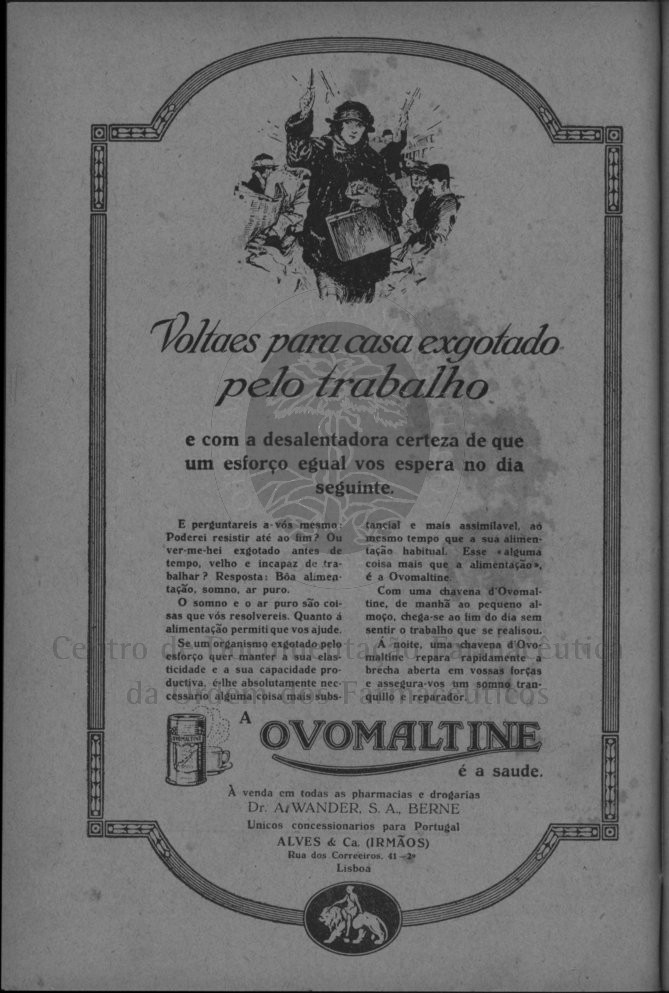 Voltaes para casa exgotado
pelo trabalho
e com a desalentadora certeza de que
um esforço egual vos espera no dia
seguinte.
E perguntareis a vós mesmo:
Poderei resistir até ao fim? Ou
ver-me-hei exgotado antes de
tempo, velho e incapaz de tra-
balhar? Resposta: Bôa alimen-
tação, somno, ar puro.
O somno e o ar puro são coi-
sas que vós resolvereis. Quanto á
alimentação permiti que vos ajude.
Se um organismo exgotado pelo
esforço quer manter a sua elas-
ticidade e a sua capacidade pro-
ductiva, é-lhe absolutamente nec-
cessario alguma coisa mais subs-
tancial e mais assimilavel, ao
mesmo tempo que a sua alimen-
tação habitual. Esse «alguma
coisa mais que a alimentação»,
é a Ovomaltine.
Com uma chavena d'Ovomal-
tine, de manhã ao pequeno al-
moço, chega-se ao fim do dia sem
sentir o trabalho que se realisou.
Á noite, uma chavena d'Ovo-
maltine repara rapidamente a
brecha aberta em vossas forças
e assegura-vos um somno tran-
quillo e reparador.
Centro de Documentação Farmacêutica
da Farmacêuticos
OVOMALTINE
A OVOMALTINE
é a saude.
À venda em todas as pharmacias e drogarias
Dr. A. WANDER, S. A., BERNE
Unicos concessionarios para Portugal
ALVES & Ca. (IRMÃOS)
Rua dos Correeiros, 41-2º
Lisboa